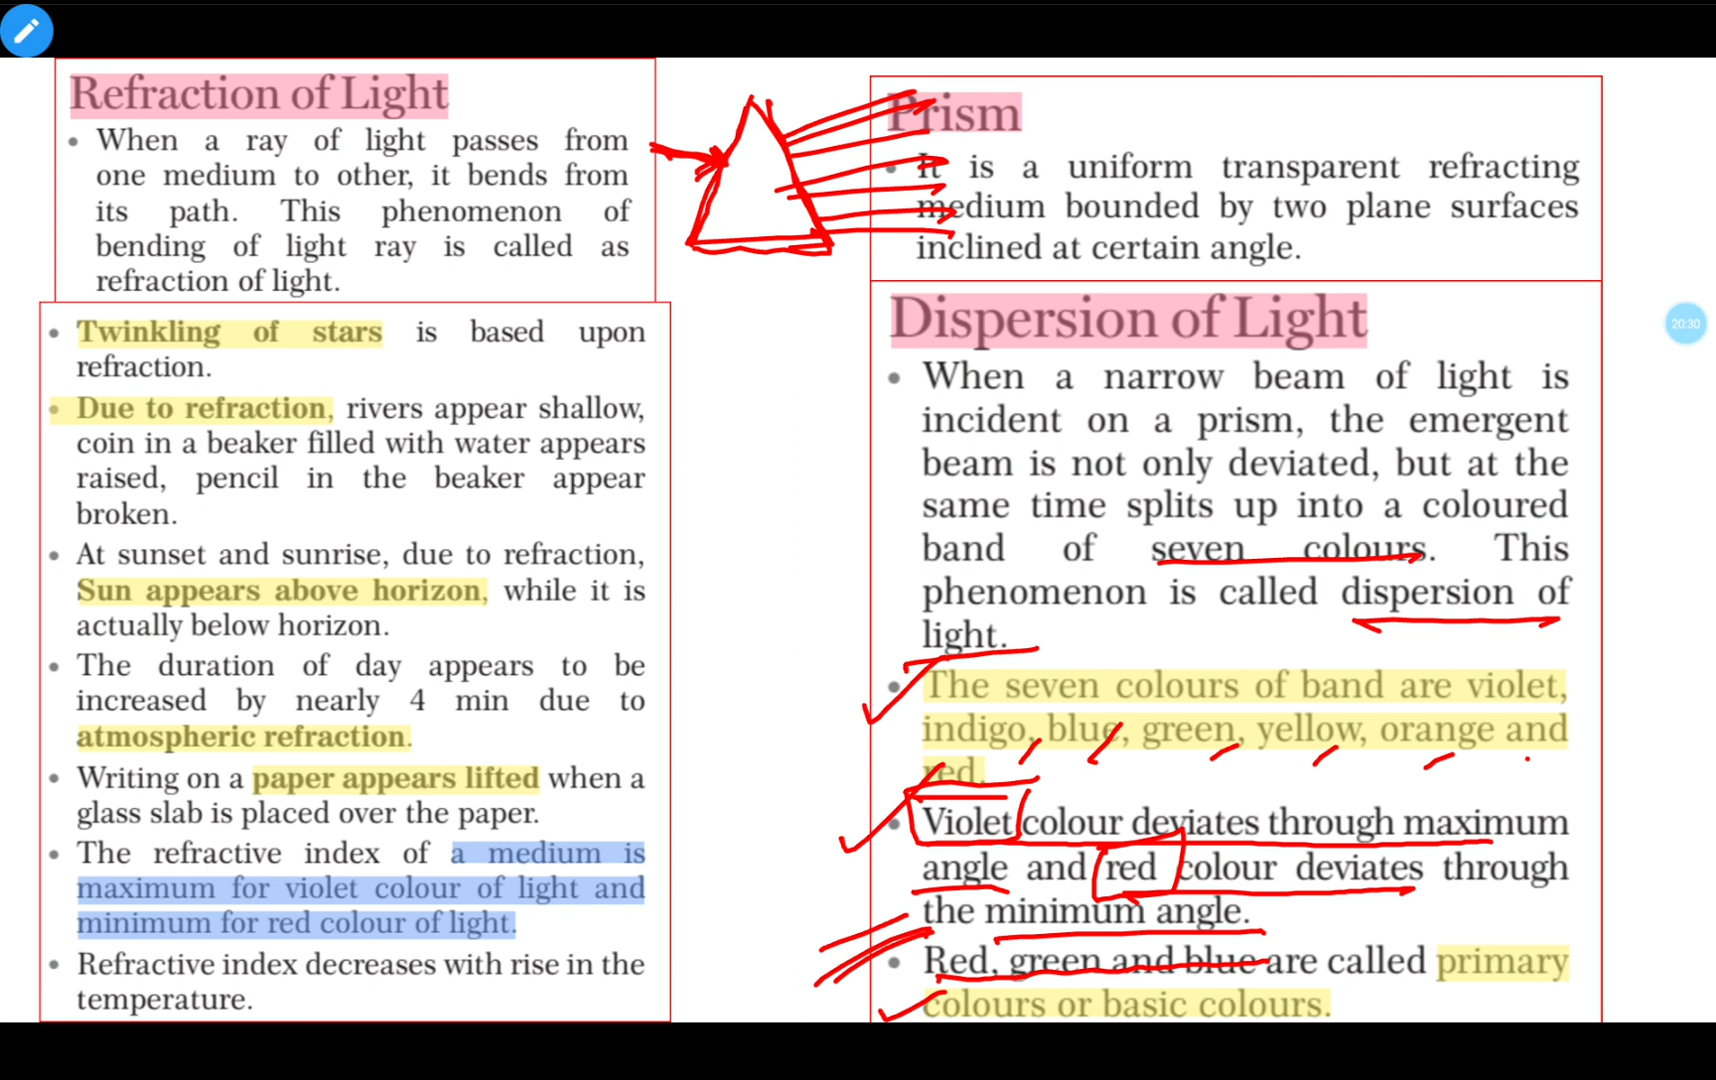 Refraction of Light
• When a ray of light passes from
one medium to other, it bends from
its path. This phenomenon of
bending of light ray is called as
refraction of light.
• Twinkling of stars is based upon
refraction.
• Due to refraction, rivers appear shallow,
coin in a beaker filled with water appears
raised, pencil in the beaker appear
broken.
• At sunset and sunrise, due to refraction,
Sun appears above horizon, while it is
actually below horizon.
• The duration of day appears to be
increased by nearly 4 min due to
atmospheric refraction.
• Writing on a paper appears lifted when a
glass slab is placed over the paper.
• The refractive index of a medium is
maximum for violet colour of light and
minimum for red colour of light.
• Refractive index decreases with rise in the
temperature.
Prism
• It is a uniform transparent refracting
medium bounded by two plane surfaces
inclined at certain angle.
Dispersion of Light
• When a narrow beam of light is
incident on a prism, the emergent
beam is not only deviated, but at the
same time splits up into a coloured
band of seven colours. This
phenomenon is called dispersion of
light.
• The seven colours of band are violet,
indigo, blue, green, yellow, orange and
red.
• Violet colour deviates through maximum
angle and red colour deviates through
the minimum angle.
• Red, green and blue are called primary
colours or basic colours.
20:30